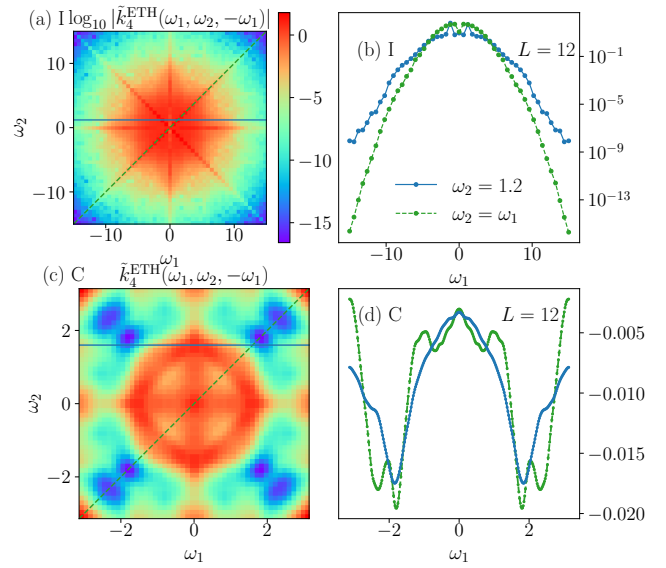 (a) I log₁₀ |k̃₄ᴱᵀᴴ(ω₁, ω₂, −ω₁)|
10
0
−10
ω₂
−10
0
10
ω₁
0
−5
−10
−15
(b) I
L = 12
ω₂ = 1.2
ω₂ = ω₁
10⁻¹
10⁻⁵
10⁻⁹
10⁻¹³
−10
0
10
ω₁
(c) C
k̃₄ᴱᵀᴴ(ω₁, ω₂, −ω₁)
2
0
−2
ω₂
−2
0
2
ω₁
(d) C
L = 12
−0.005
−0.010
−0.015
−0.020
−2
0
2
ω₁